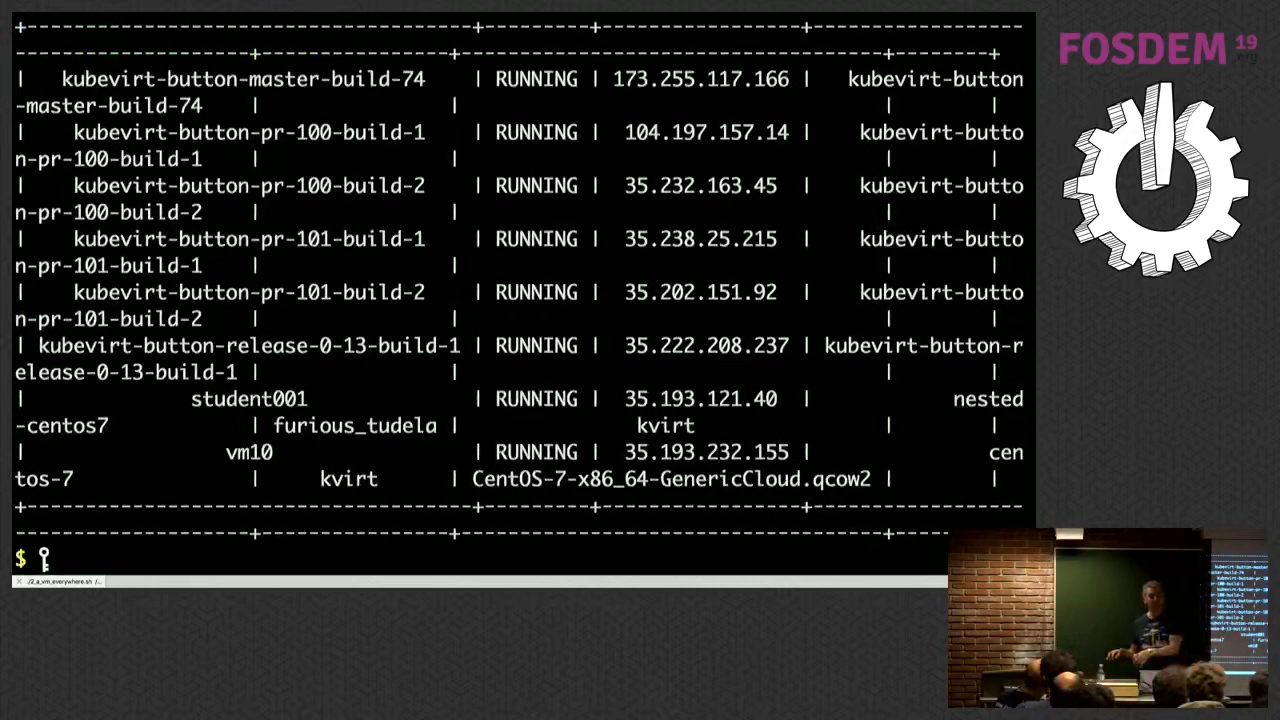 +---------------------------------------+---------+-----------------+------------------
--------------------+----------------+------------------------------------+--------+
|   kubevirt-button-master-build-74    | RUNNING | 173.255.117.166 |   kubevirt-button
-master-build-74    |                |                                    |        |
|    kubevirt-button-pr-100-build-1    | RUNNING |  104.197.157.14 |    kubevirt-butto
n-pr-100-build-1    |                |                                    |        |
|    kubevirt-button-pr-100-build-2    | RUNNING |  35.232.163.45  |    kubevirt-butto
n-pr-100-build-2    |                |                                    |        |
|    kubevirt-button-pr-101-build-1    | RUNNING |  35.238.25.215  |    kubevirt-butto
n-pr-101-build-1    |                |                                    |        |
|    kubevirt-button-pr-101-build-2    | RUNNING |  35.202.151.92  |    kubevirt-butto
n-pr-101-build-2    |                |                                    |        |
| kubevirt-button-release-0-13-build-1 | RUNNING |  35.222.208.237 | kubevirt-button-r
elease-0-13-build-1 |                |                                    |        |
|              student001              | RUNNING |  35.193.121.40  |            nested
-centos7            | furious_tudela |               kvirt                |        |
|                 vm10                 | RUNNING |  35.193.232.155 |               cen
tos-7               |     kvirt      | CentOS-7-x86_64-GenericCloud.qcow2 |        |
+---------------------------------------+---------+-----------------+------------------
--------------------+----------------+------------------------------------+--------+
$
./2_a_vm_everywhere.sh /...
FOSDEM 19
.org